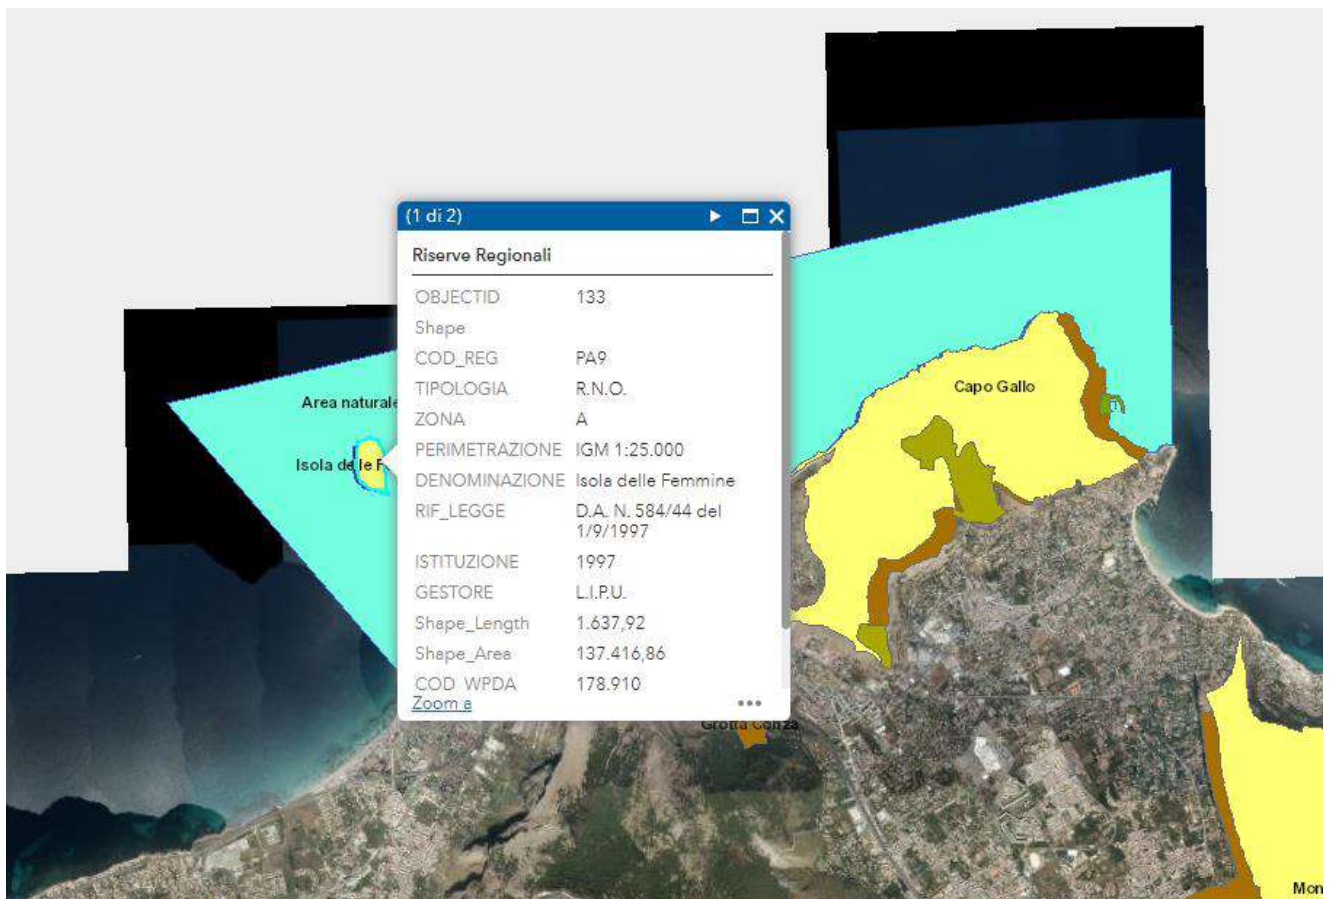 (1 di 2)
Riserve Regionali
OBJECTID 133
Shape
COD_REG PA9
TIPOLOGIA R.N.O.
ZONA A
PERIMETRAZIONE IGM 1:25.000
DENOMINAZIONE Isola delle Femmine
RIF_LEGGE D.A. N. 584/44 del
1/9/1997
ISTITUZIONE 1997
GESTORE L.I.P.U.
Shape_Length 1.637,92
Shape_Area 137.416,86
COD_WPDA 178.910
Zoom a
Area naturale
Isola delle F
Capo Gallo
Grotta Conza
Mon